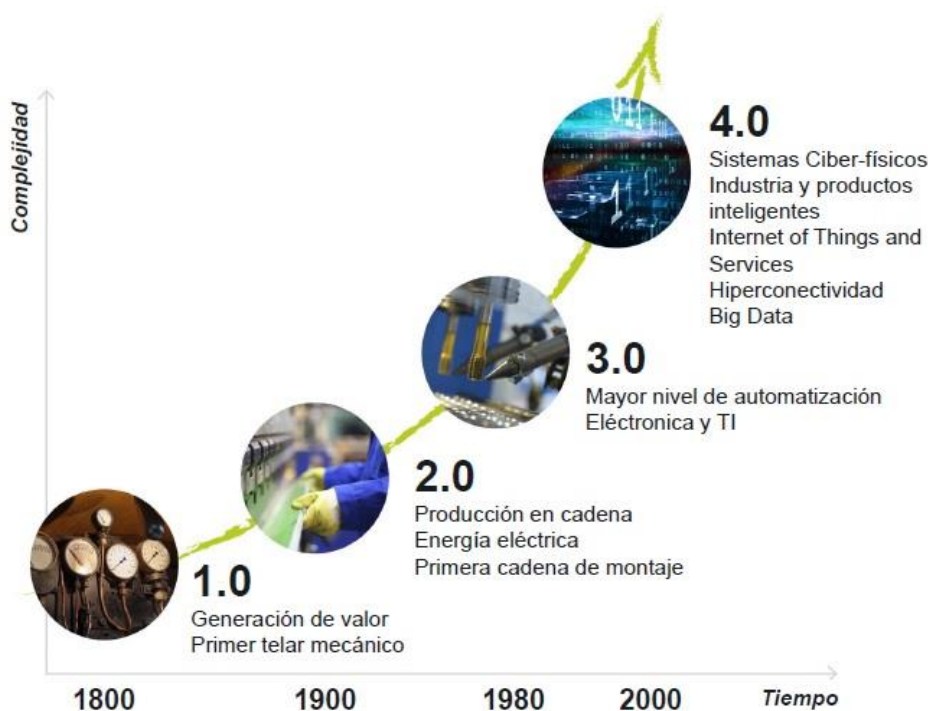 Complejidad
4.0
Sistemas Ciber-físicos
Industria y productos
inteligentes
Internet of Things and
Services
Hiperconectividad
Big Data
3.0
Mayor nivel de automatización
Eléctronica y TI
2.0
Producción en cadena
Energía eléctrica
Primera cadena de montaje
1.0
Generación de valor
Primer telar mecánico
1800
1900
1980
2000
Tiempo